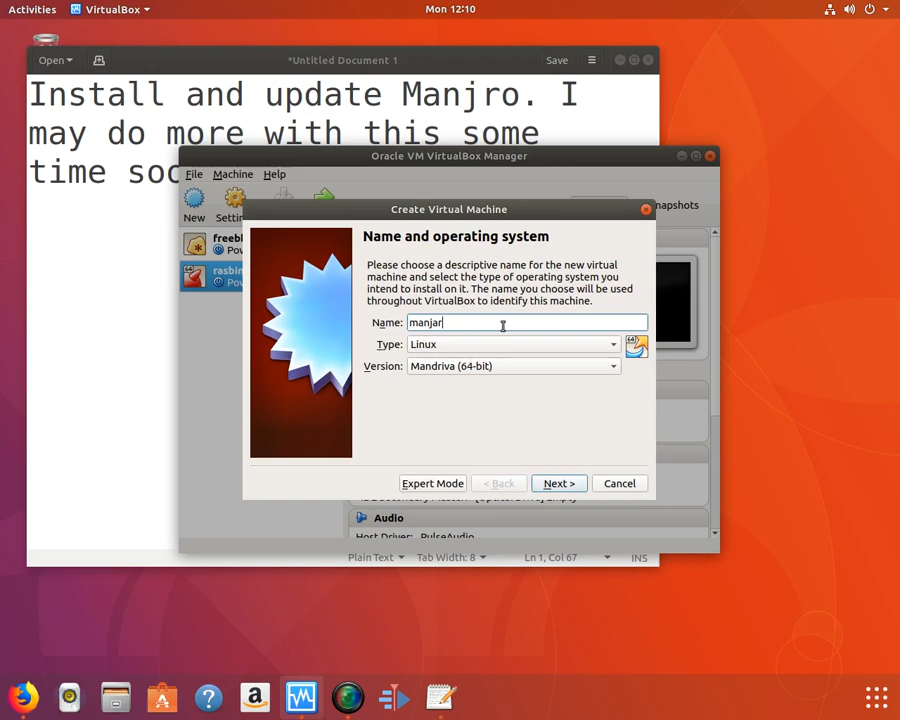 Activities VirtualBox Mon 12:10
Open *Untitled Document 1 Save
Install and update Manjro. I
may do more with this some
time soo
Oracle VM VirtualBox Manager
File Machine Help
New Setti napshots
freeb
Pow
rasbi
Pow
Create Virtual Machine
Name and operating system
Please choose a descriptive name for the new virtual
machine and select the type of operating system you
intend to install on it. The name you choose will be used
throughout VirtualBox to identify this machine.
Name: manjar
Type: Linux
Version: Mandriva (64-bit)
Expert Mode < Back Next > Cancel
Audio
Host Driver: PulseAudio
Plain Text Tab Width: 8 Ln 1, Col 67 INS